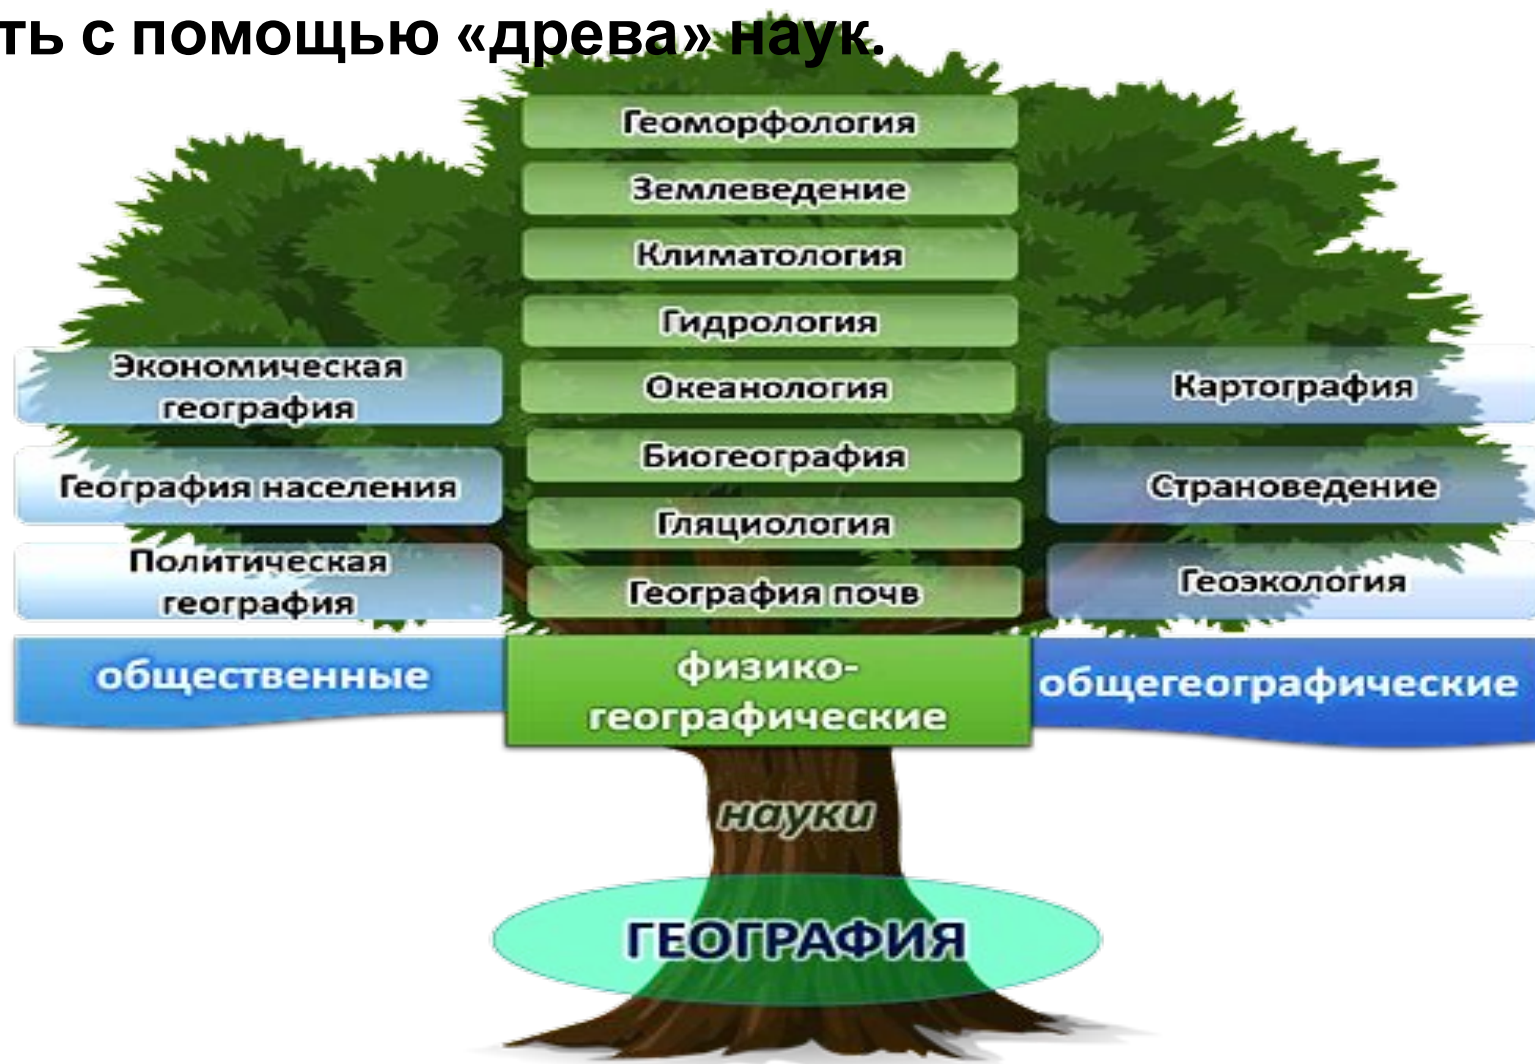 ть с помощью «древа» наук.
Геоморфология
Землеведение
Климатология
Гидрология
Океанология
Биогеография
Гляциология
География почв
Экономическая
география
География населения
Политическая
география
Картография
Страноведение
Геоэкология
общественные
физико-
географические
общегеографические
науки
ГЕОГРАФИЯ